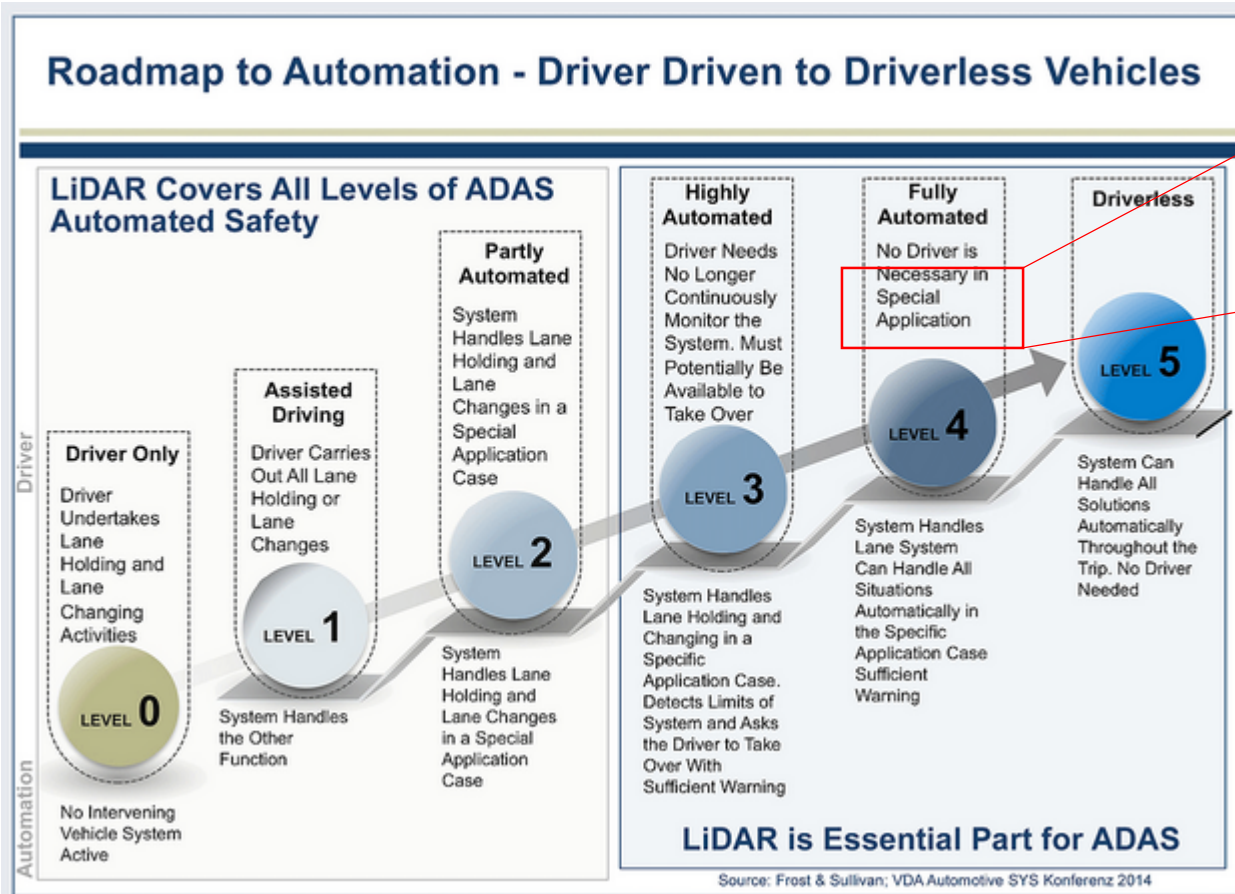 Roadmap to Automation - Driver Driven to Driverless Vehicles
LiDAR Covers All Levels of ADAS
Automated Safety
Driver
Automation
Driver Only
Driver
Undertakes
Lane
Holding and
Lane
Changing
Activities
LEVEL 0
No Intervening
Vehicle System
Active
Assisted
Driving
Driver Carries
Out All Lane
Holding or
Lane
Changes
LEVEL 1
System Handles
the Other
Function
Partly
Automated
System
Handles Lane
Holding and
Lane
Changes in a
Special
Application
Case
LEVEL 2
System
Handles Lane
Holding and
Lane Changes
in a Special
Application
Case
Highly
Automated
Driver Needs
No Longer
Continuously
Monitor the
System. Must
Potentially Be
Available to
Take Over
LEVEL 3
System Handles
Lane Holding and
Changing in a
Specific
Application Case.
Detects Limits of
System and Asks
the Driver to Take
Over With
Sufficient Warning
Fully
Automated
No Driver is
Necessary in
Special
Application
LEVEL 4
System Handles
Lane System
Can Handle All
Situations
Automatically in
the Specific
Application Case
Sufficient
Warning
Driverless
LEVEL 5
System Can
Handle All
Solutions
Automatically
Throughout the
Trip. No Driver
Needed
LiDAR is Essential Part for ADAS
Source: Frost & Sullivan; VDA Automotive SYS Konferenz 2014